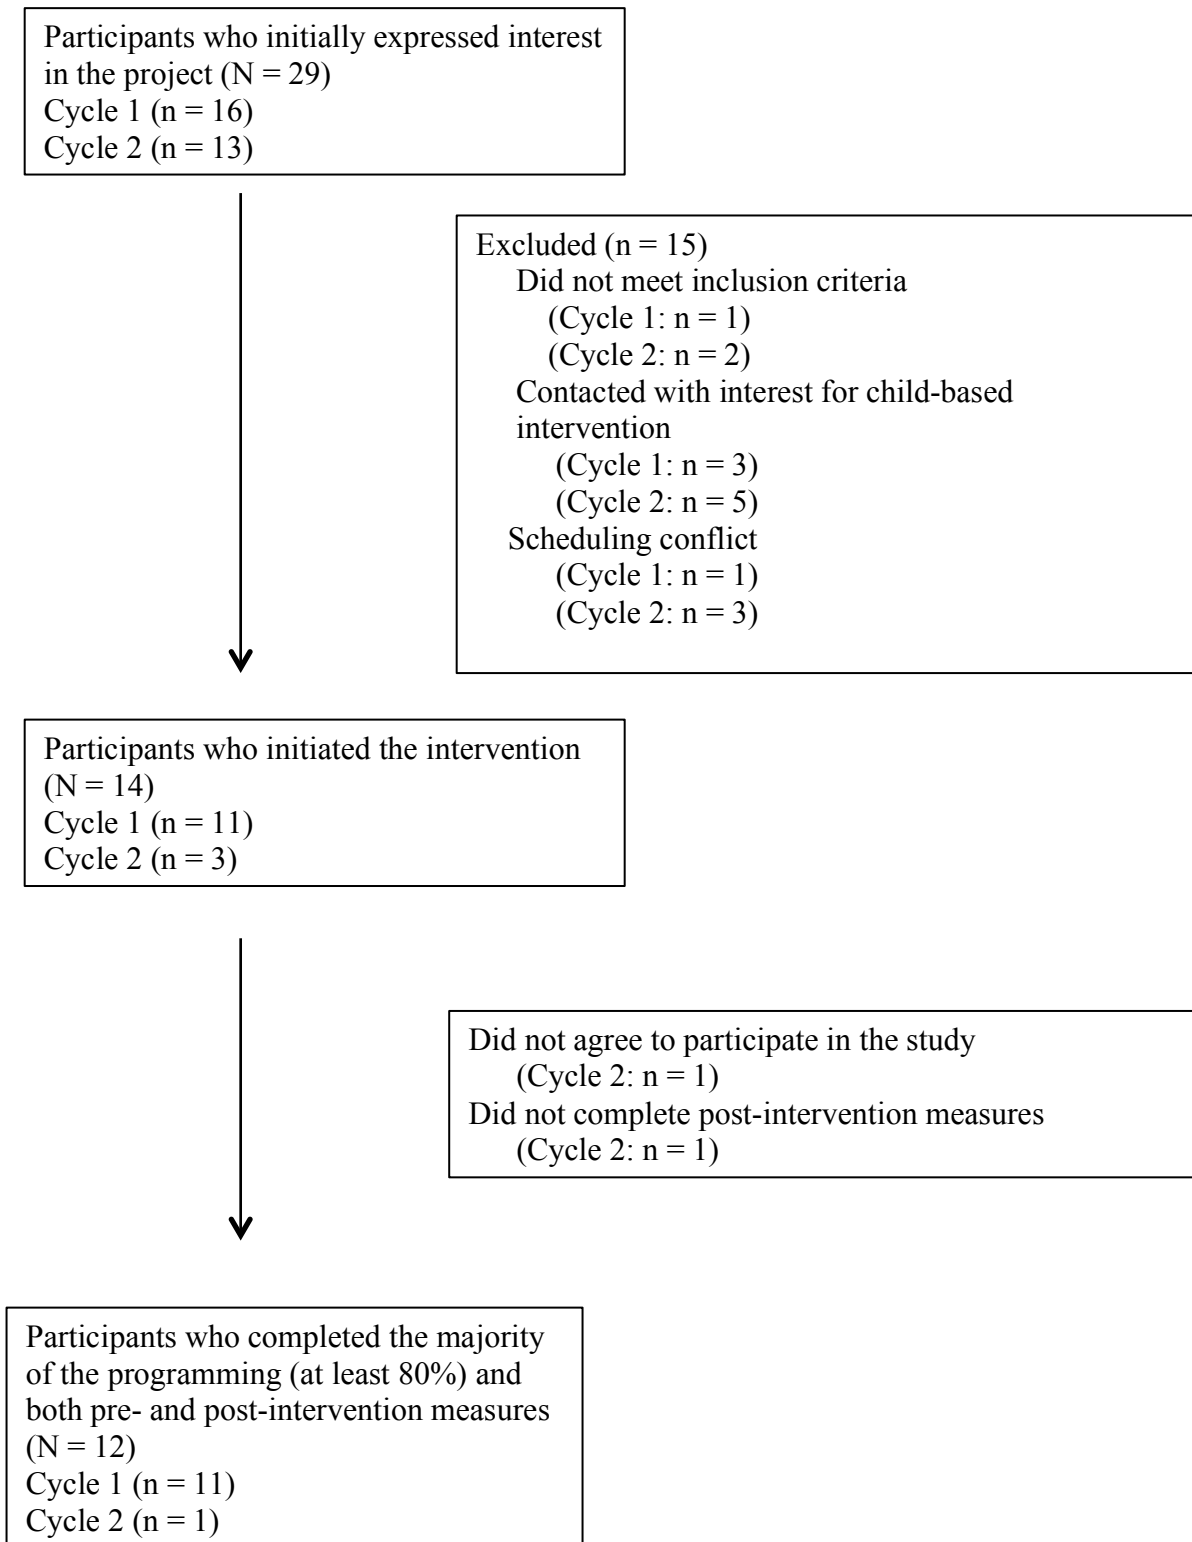 Participants who initially expressed interest
in the project (N = 29)
Cycle 1 (n = 16)
Cycle 2 (n = 13)
Excluded (n = 15)
Did not meet inclusion criteria
(Cycle 1: n = 1)
(Cycle 2: n = 2)
Contacted with interest for child-based
intervention
(Cycle 1: n = 3)
(Cycle 2: n = 5)
Scheduling conflict
(Cycle 1: n = 1)
(Cycle 2: n = 3)
Participants who initiated the intervention
(N = 14)
Cycle 1 (n = 11)
Cycle 2 (n = 3)
Did not agree to participate in the study
(Cycle 2: n = 1)
Did not complete post-intervention measures
(Cycle 2: n = 1)
Participants who completed the majority
of the programming (at least 80%) and
both pre- and post-intervention measures
(N = 12)
Cycle 1 (n = 11)
Cycle 2 (n = 1)